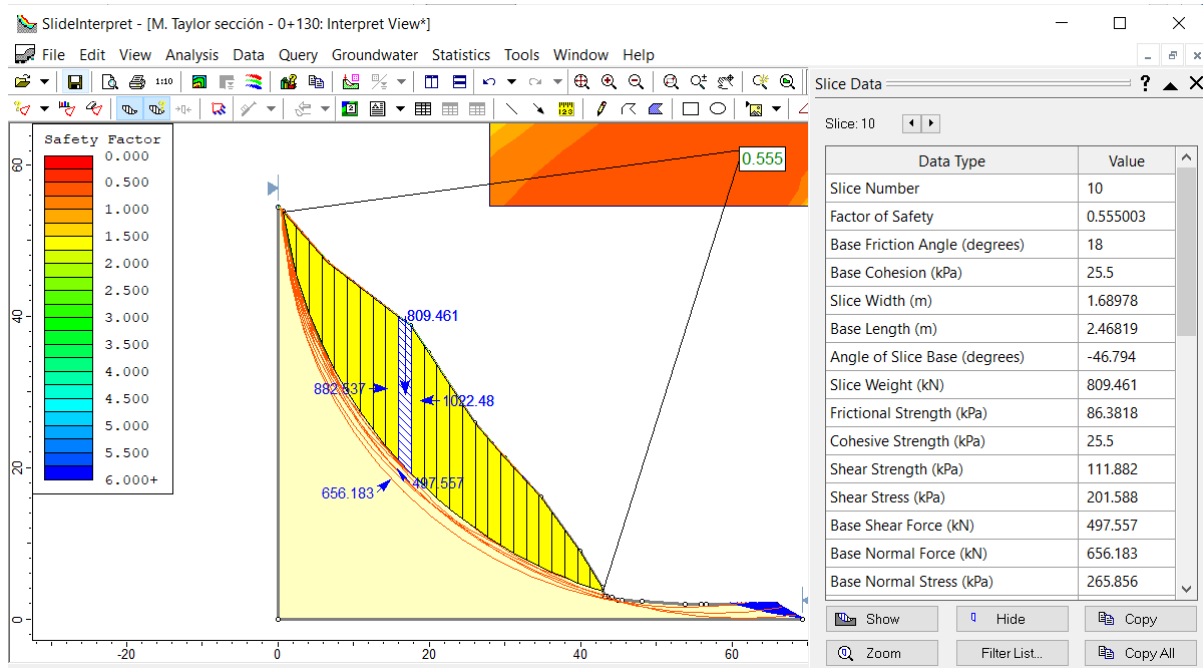 SlideInterpret - [M. Taylor sección - 0+130: Interpret View*]
File Edit View Analysis Data Query Groundwater Statistics Tools Window Help
1:10
Safety Factor
0.000
0.500
1.000
1.500
2.000
2.500
3.000
3.500
4.000
4.500
5.000
5.500
6.000+
0.555
809.461
882.537
1022.48
497.557
656.183
60
40
20
0
-20
0
20
40
60
Slice Data
Slice: 10
Data Type Value
Slice Number 10
Factor of Safety 0.555003
Base Friction Angle (degrees) 18
Base Cohesion (kPa) 25.5
Slice Width (m) 1.68978
Base Length (m) 2.46819
Angle of Slice Base (degrees) -46.794
Slice Weight (kN) 809.461
Frictional Strength (kPa) 86.3818
Cohesive Strength (kPa) 25.5
Shear Strength (kPa) 111.882
Shear Stress (kPa) 201.588
Base Shear Force (kN) 497.557
Base Normal Force (kN) 656.183
Base Normal Stress (kPa) 265.856
Show Hide Copy
Zoom Filter List... Copy All